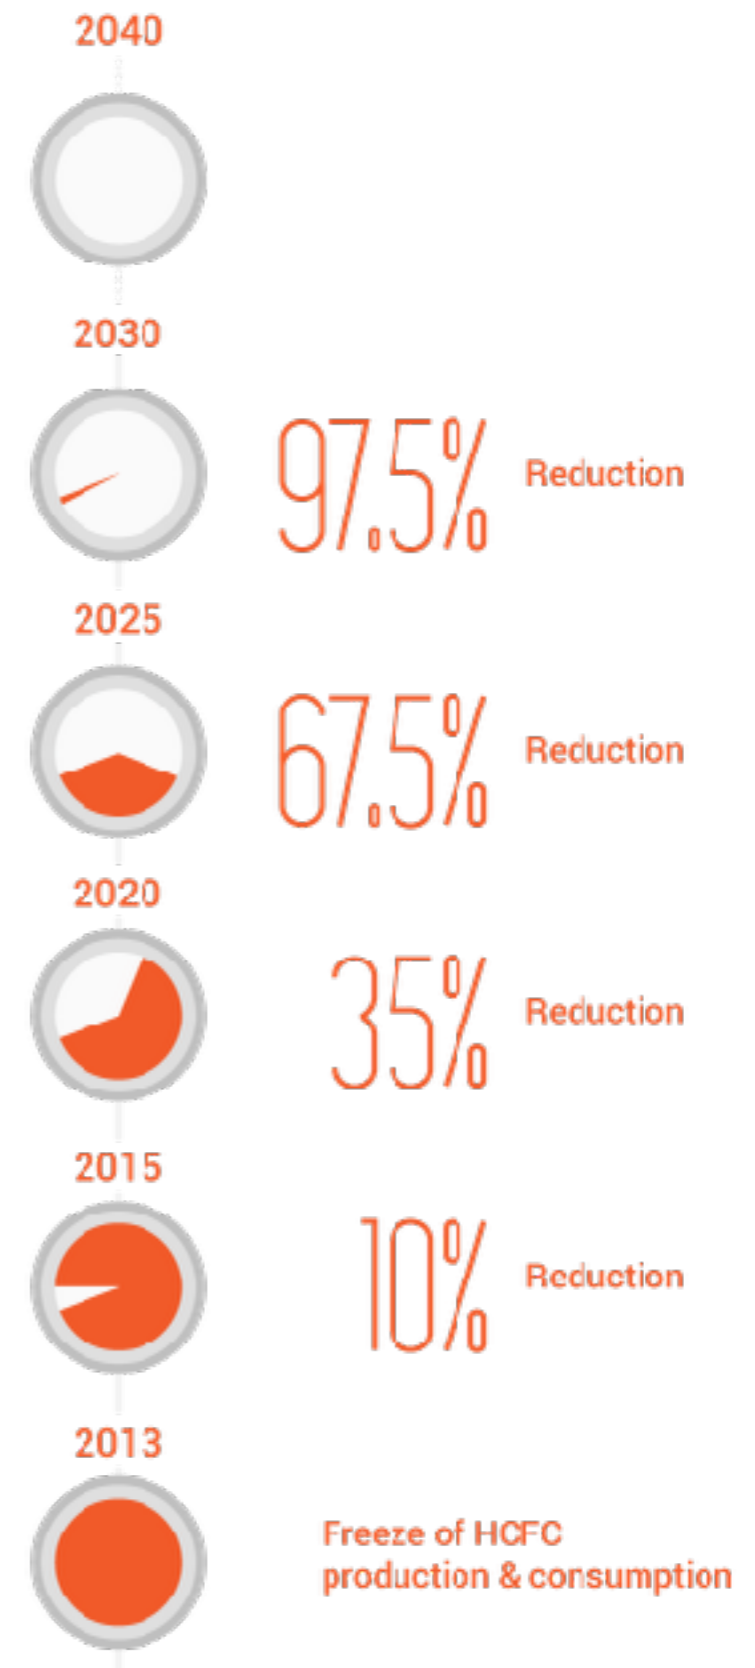 2040
2030
97.5% Reduction
2025
67.5% Reduction
2020
35% Reduction
2015
10% Reduction
2013
Freeze of HCFC
production & consumption